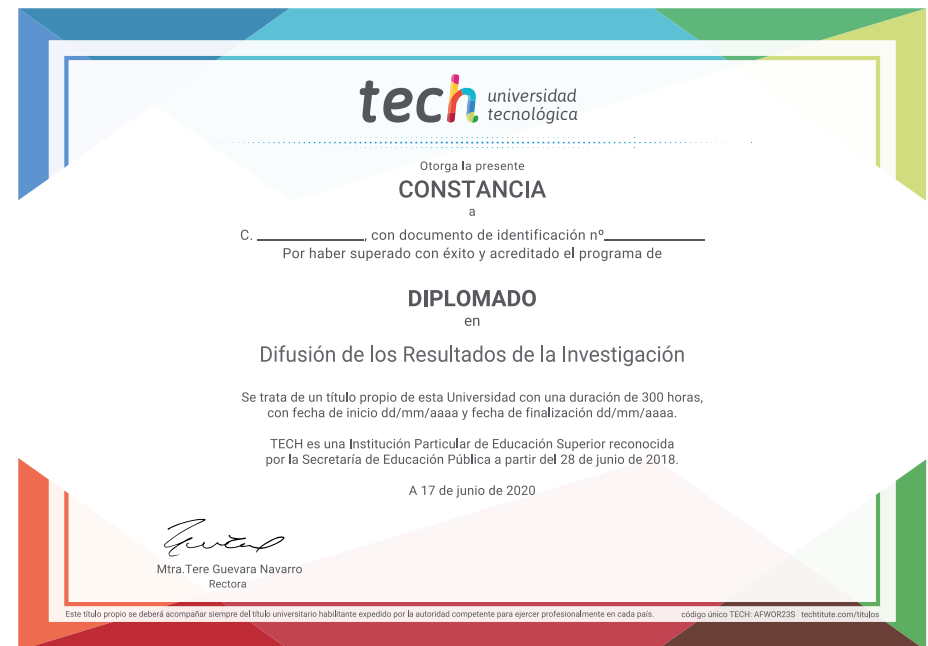 tech universidad
tecnológica
Otorga la presente
CONSTANCIA
a
C. ______________, con documento de identificación nº_____________
Por haber superado con éxito y acreditado el programa de
DIPLOMADO
en
Difusión de los Resultados de la Investigación
Se trata de un título propio de esta Universidad con una duración de 300 horas,
con fecha de inicio dd/mm/aaaa y fecha de finalización dd/mm/aaaa.
TECH es una Institución Particular de Educación Superior reconocida
por la Secretaría de Educación Pública a partir del 28 de junio de 2018.
A 17 de junio de 2020
Mtra.Tere Guevara Navarro
Rectora
Este título propio se deberá acompañar siempre del título universitario habilitante expedido por la autoridad competente para ejercer profesionalmente en cada país. código único TECH: AFWOR23S techtitute.com/titulos